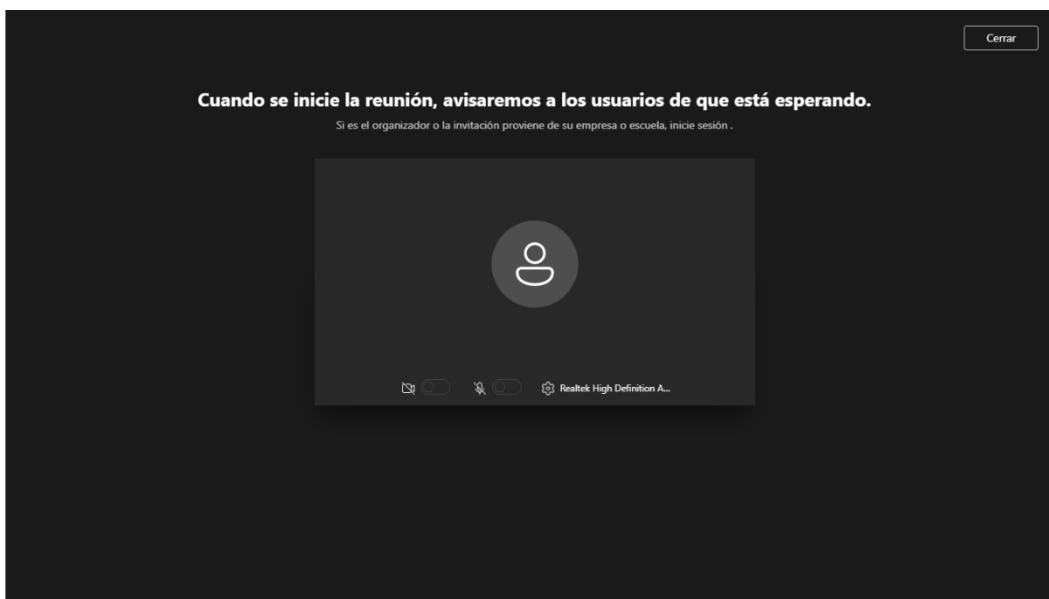 Cerrar
Cuando se inicie la reunión, avisaremos a los usuarios de que está esperando.
Si es el organizador o la invitación proviene de su empresa o escuela, inicie sesión .
Realtek High Definition A...